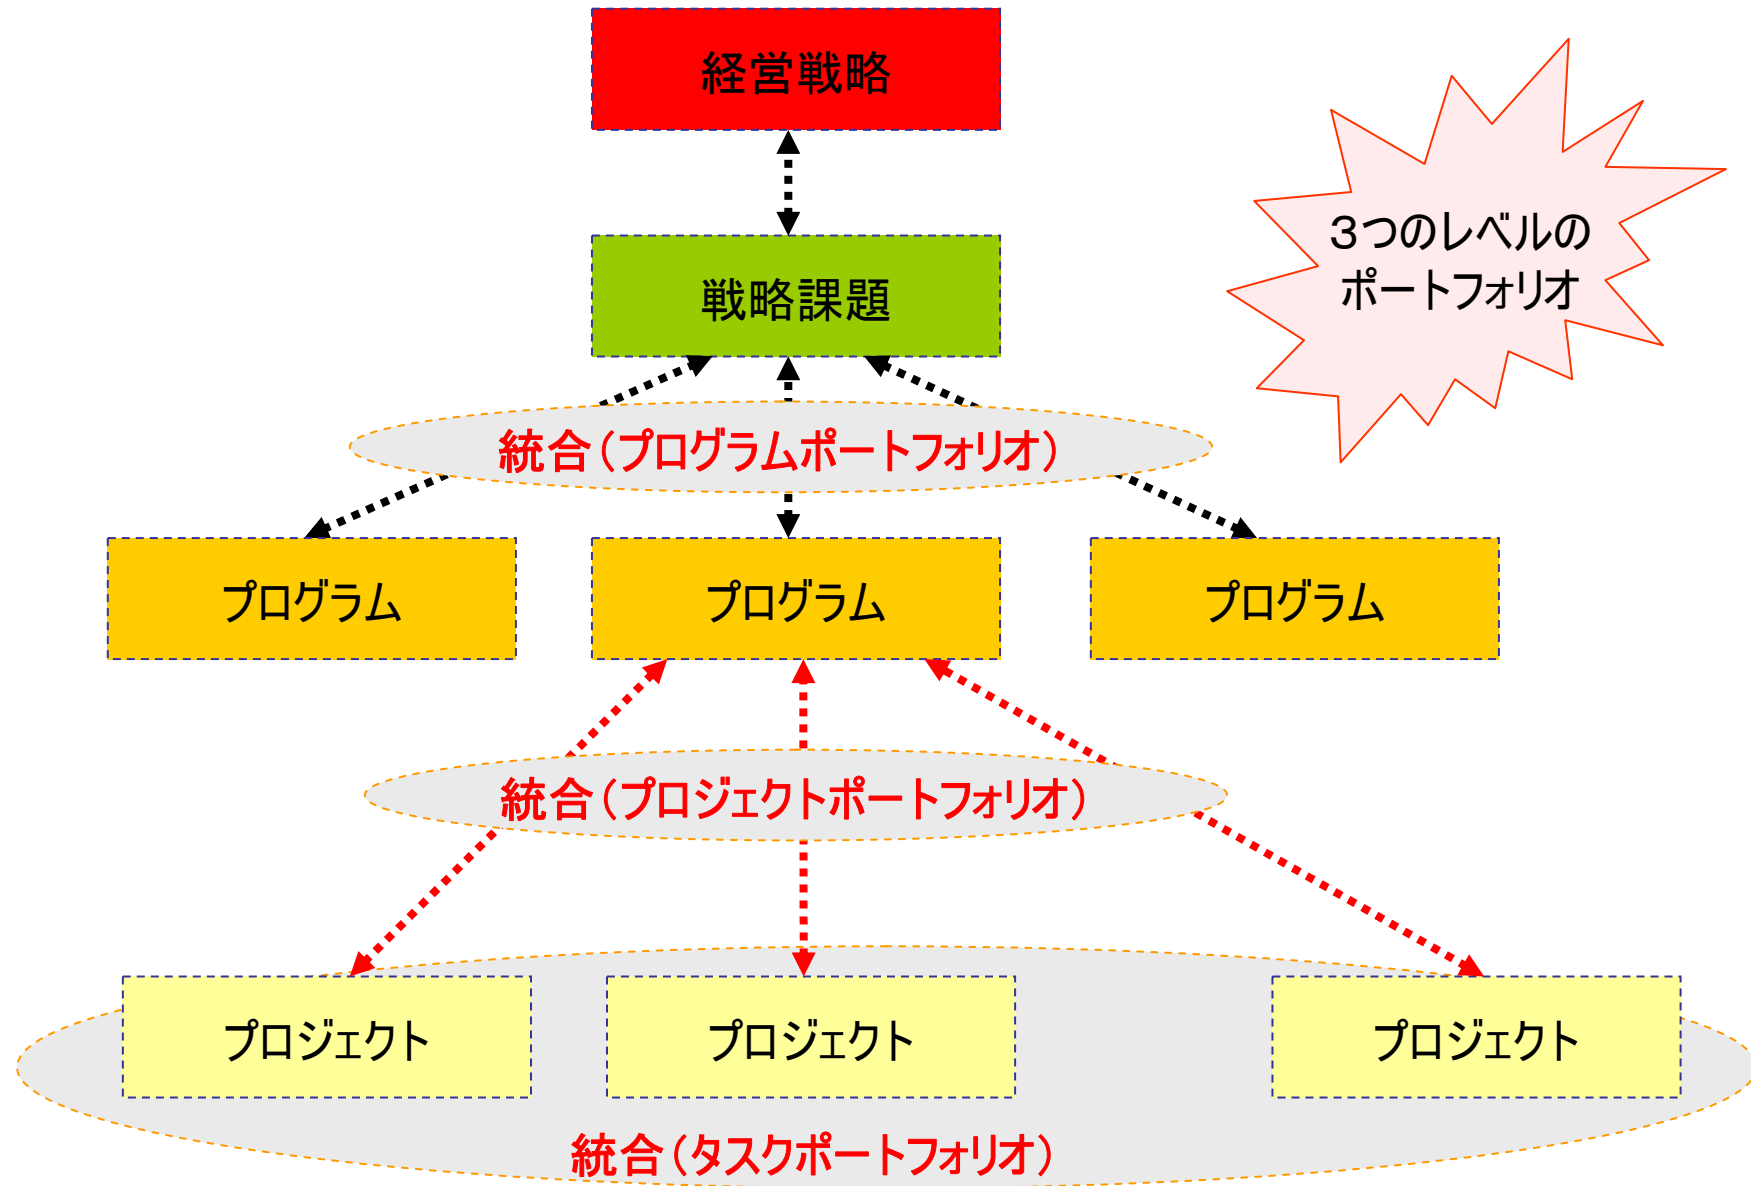 経営戦略
３つのレベルの
ポートフォリオ
戦略課題
統合（プログラムポートフォリオ）
プログラム
プログラム
プログラム
統合（プロジェクトポートフォリオ）
プロジェクト
プロジェクト
プロジェクト
統合（タスクポートフォリオ）